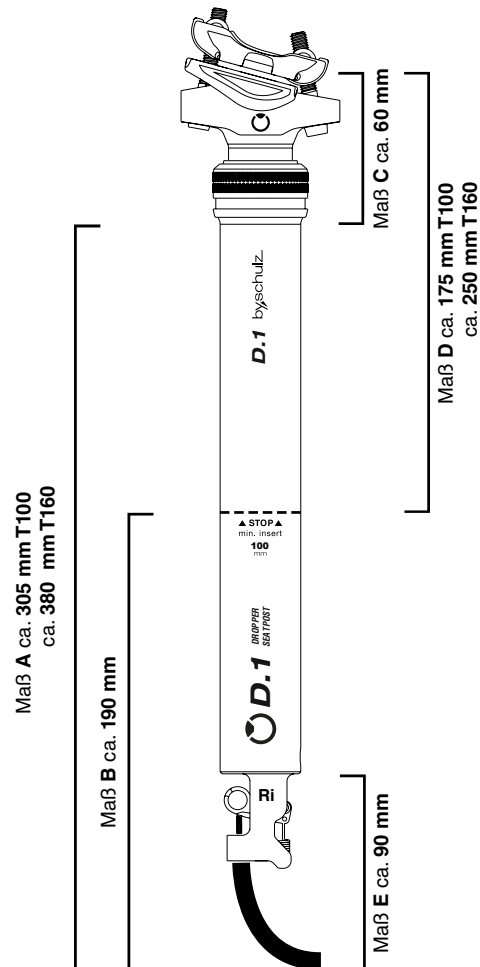 Maß C ca. 60 mm
Maß D ca. 175 mm T100
ca. 250 mm T160
D.1 by.schulz
Maß A ca. 305 mm T100
ca. 380 mm T160
▲ STOP ▲
min. insert
100
mm
Maß B ca. 190 mm
D.1 DROPPER
SEATPOST
Ri
Maß E ca. 90 mm